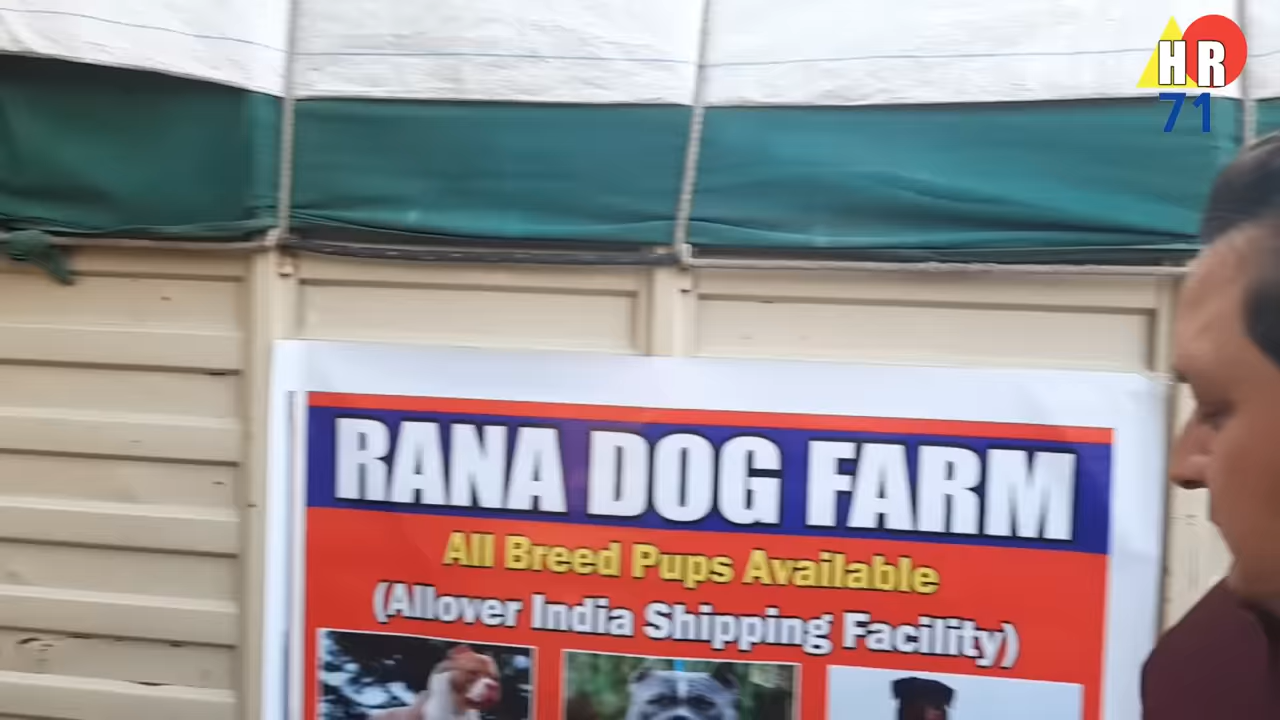 HR
71
RANA DOG FARM
All Breed Pups Available
(Allover India Shipping Facility)